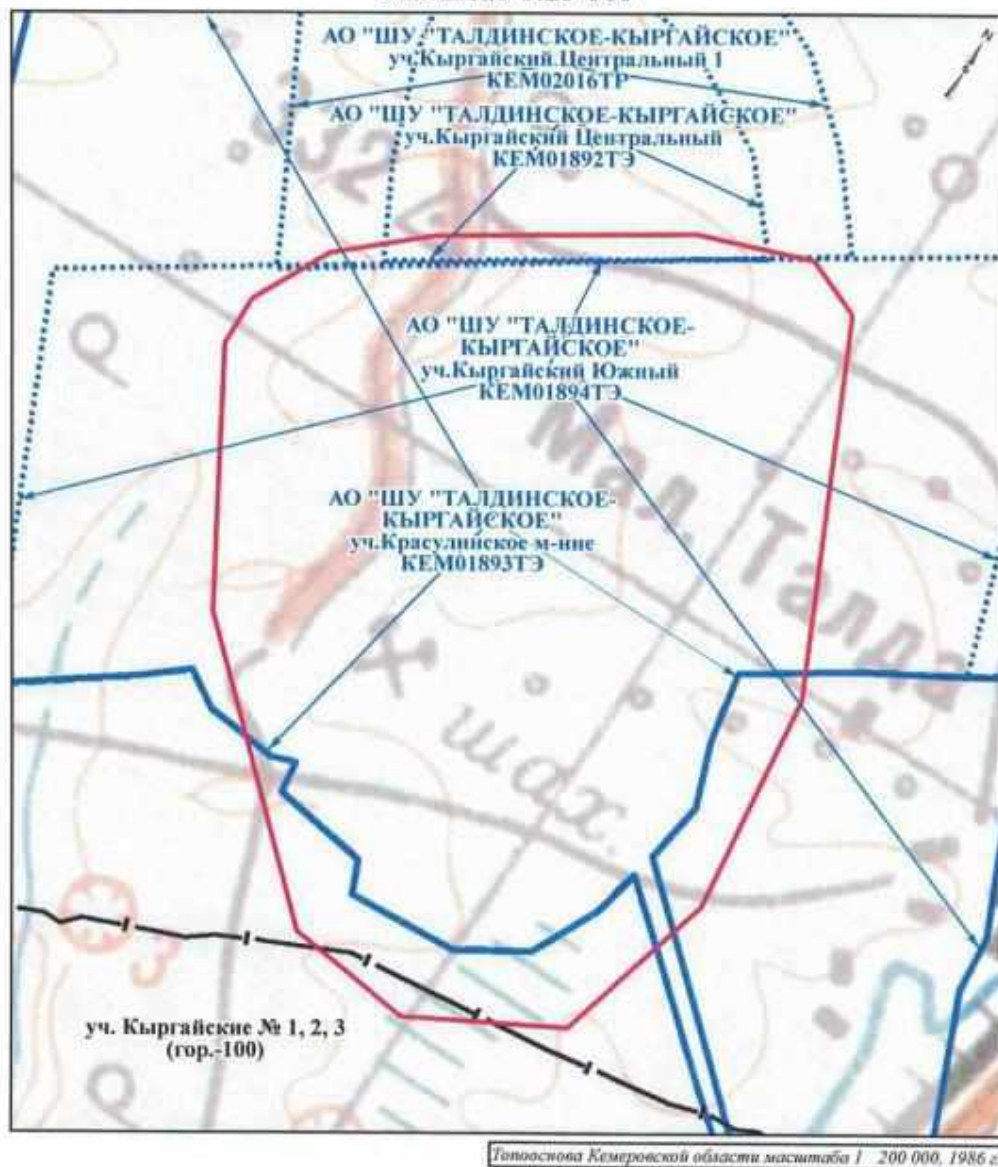 АО "ШУ "ТАЛДИНСКОЕ-КЫРГАЙСКОЕ"
уч.Кыргайский Центральный 1
КЕМ02016ТР
АО "ШУ "ТАЛДИНСКОЕ-КЫРГАЙСКОЕ"
уч.Кыргайский Центральный
КЕМ01892ТЭ
N
232
АО "ШУ "ТАЛДИНСКОЕ-
КЫРГАЙСКОЕ"
уч.Кыргайский Южный
КЕМ01894ТЭ
Мал. Талда
АО "ШУ "ТАЛДИНСКОЕ-
КЫРГАЙСКОЕ"
уч.Красулинское м-ние
КЕМ01893ТЭ
шах.
уч. Кыргайские № 1, 2, 3
(гор.-100)
Топооснова Кемеровской области масштаба 1 200 000, 1986 г.